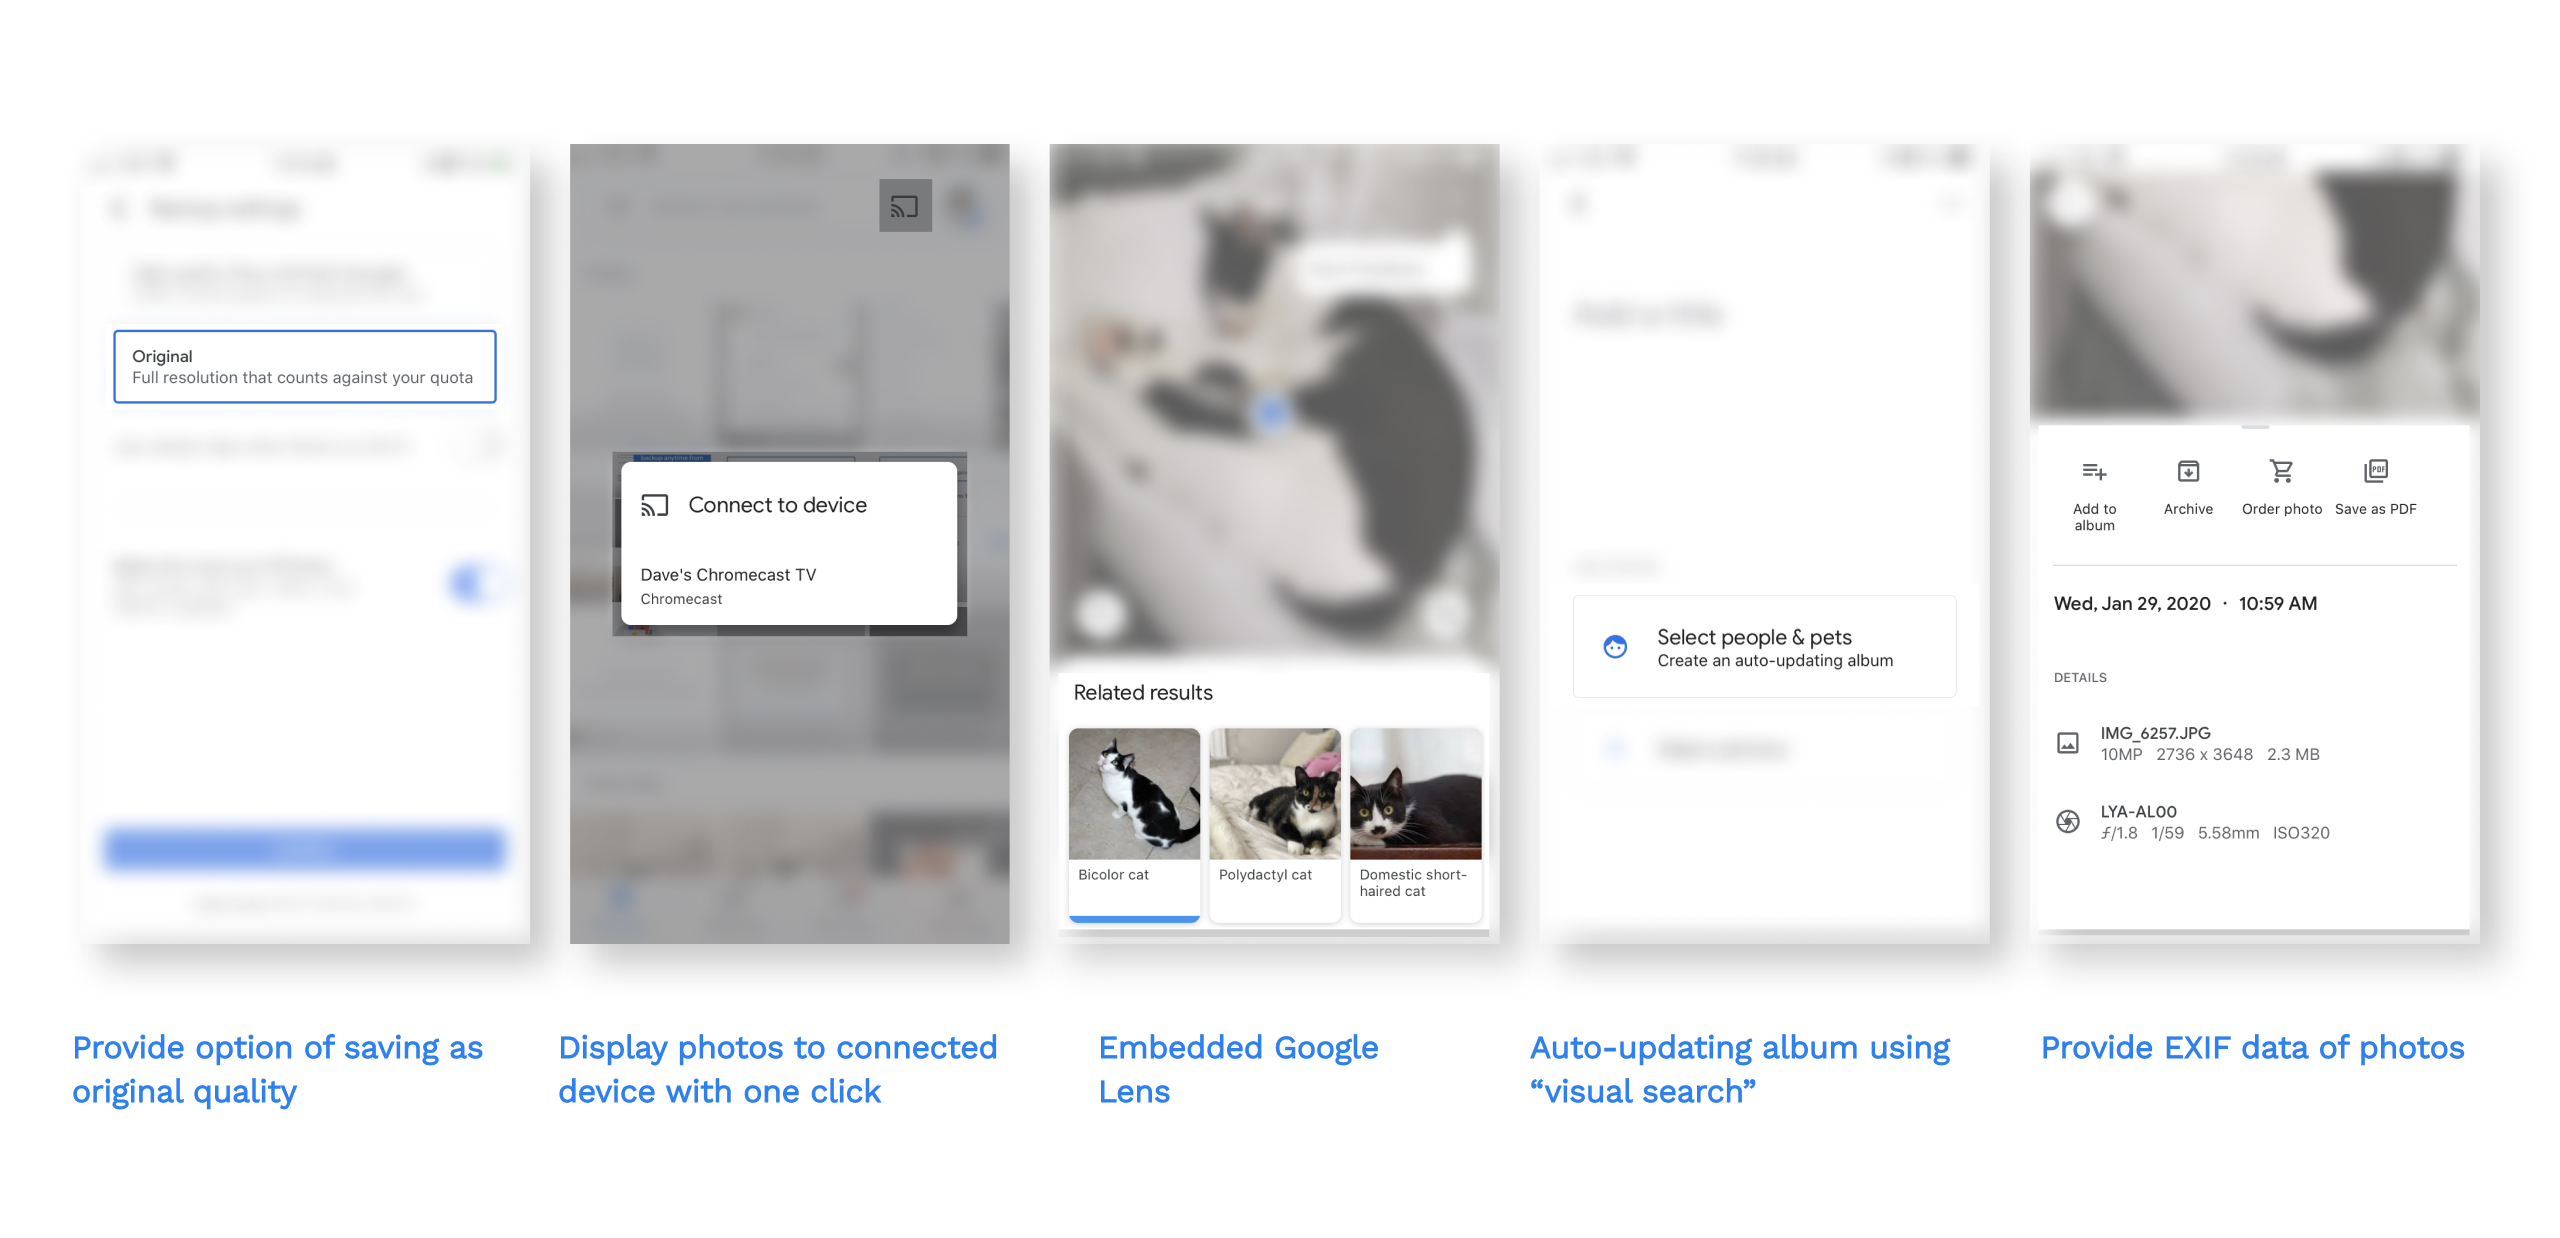 Original
Full resolution that counts against your quota
Connect to device
Dave's Chromecast TV
Chromecast
Related results
Bicolor cat
Polydactyl cat
Domestic short-
haired cat
Select people & pets
Create an auto-updating album
Add to
album
Archive
Order photo
Save as PDF
PDF
Wed, Jan 29, 2020 · 10:59 AM
DETAILS
IMG_6257.JPG
10MP 2736 x 3648 2.3 MB
LYA-AL00
ƒ/1.8 1/59 5.58mm ISO320
Provide option of saving as
original quality
Display photos to connected
device with one click
Embedded Google
Lens
Auto-updating album using
“visual search”
Provide EXIF data of photos